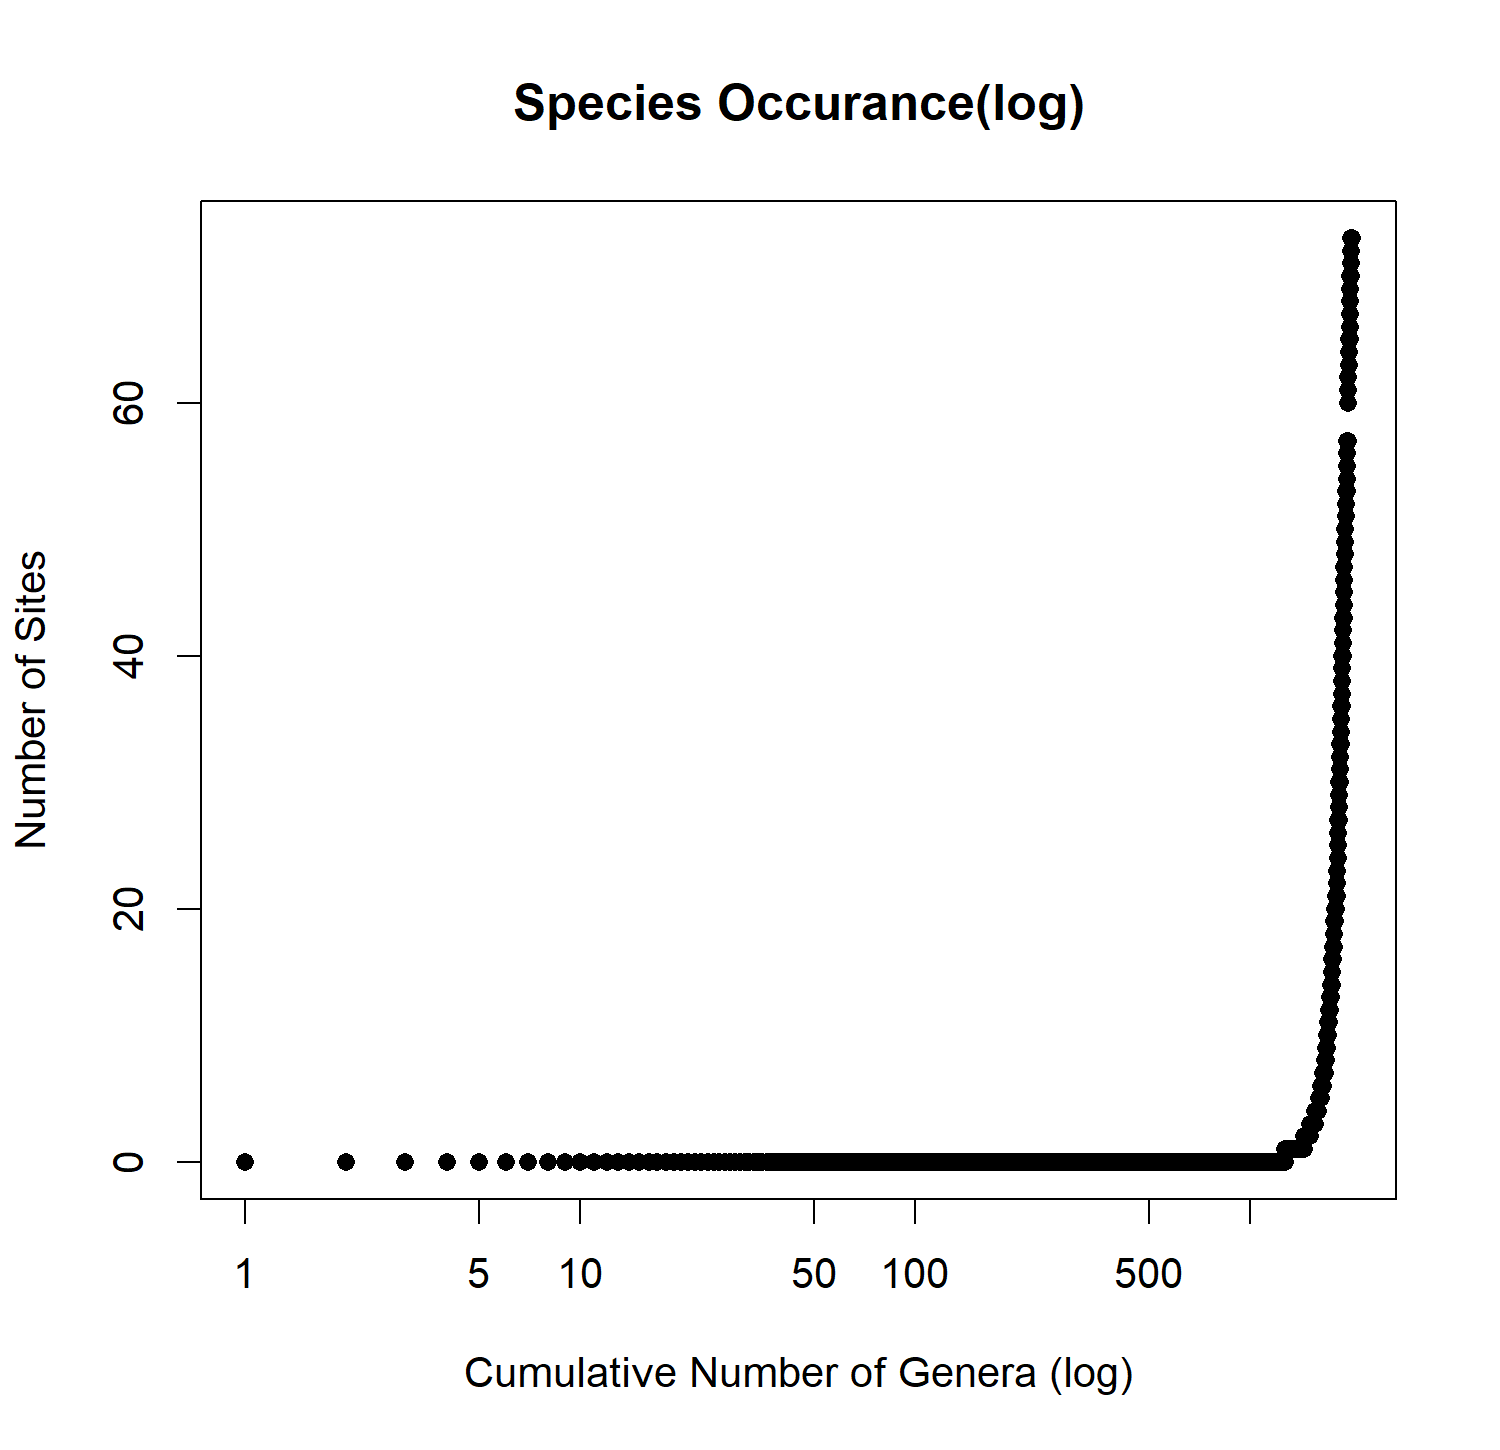 Species Occurance(log)
60
40
20
0
Number of Sites
1 5 10 50 100 500
Cumulative Number of Genera (log)